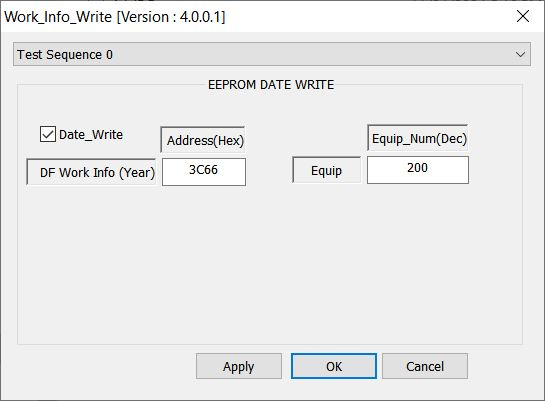 Work_Info_Write [Version : 4.0.0.1]
Test Sequence 0
EEPROM DATE WRITE
Date_Write
Address(Hex)
Equip_Num(Dec)
DF Work Info (Year)
3C66
Equip
200
Apply
OK
Cancel